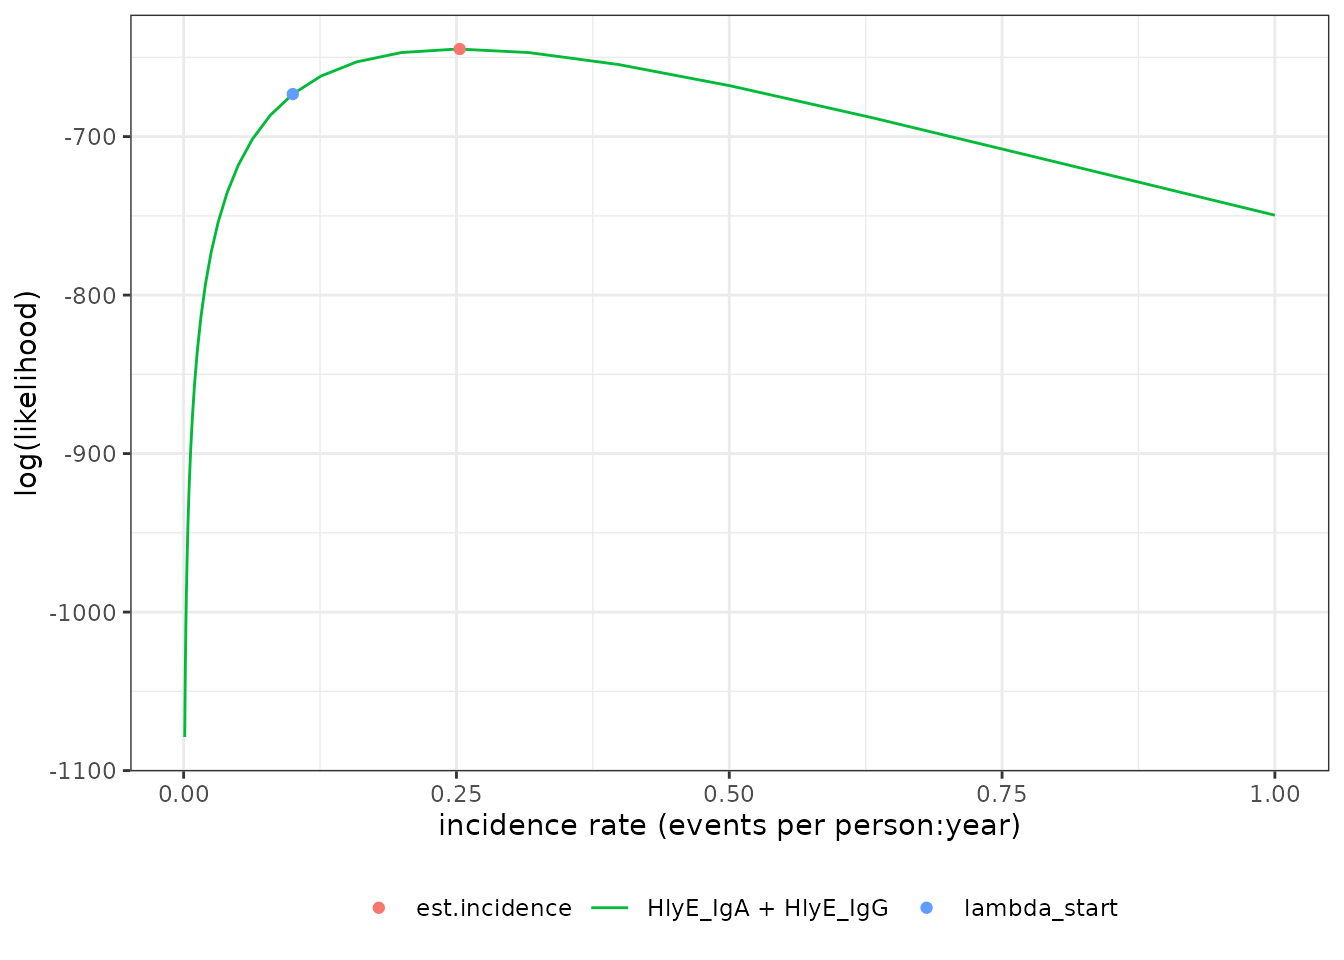 -700
-800
-900
-1000
-1100
log(likelihood)
0.00 0.25 0.50 0.75 1.00
incidence rate (events per person:year)
est.incidence HlyE_IgA + HlyE_IgG lambda_start